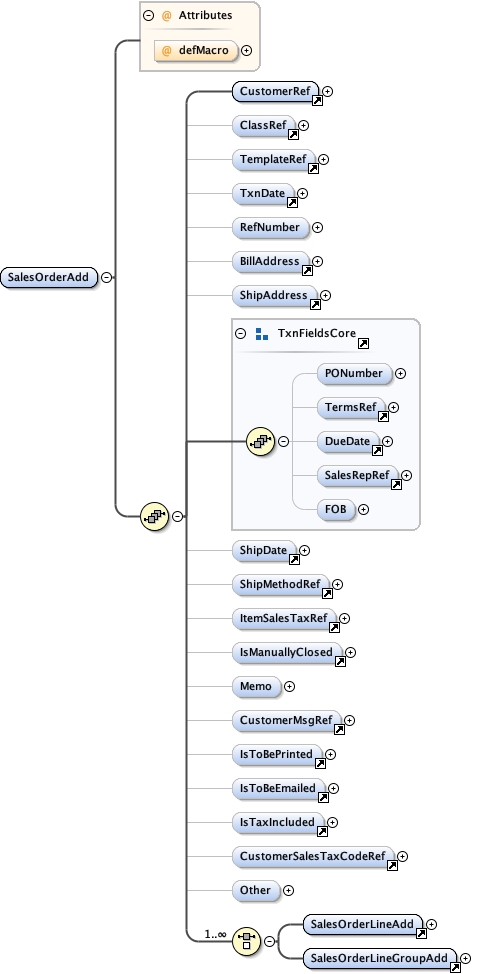 @ Attributes
@ defMacro
CustomerRef
ClassRef
TemplateRef
TxnDate
RefNumber
BillAddress
SalesOrderAdd
ShipAddress
TxnFieldsCore
PONumber
TermsRef
DueDate
SalesRepRef
FOB
ShipDate
ShipMethodRef
ItemSalesTaxRef
IsManuallyClosed
Memo
CustomerMsgRef
IsToBePrinted
IsToBeEmailed
IsTaxIncluded
CustomerSalesTaxCodeRef
Other
1..∞
SalesOrderLineAdd
SalesOrderLineGroupAdd